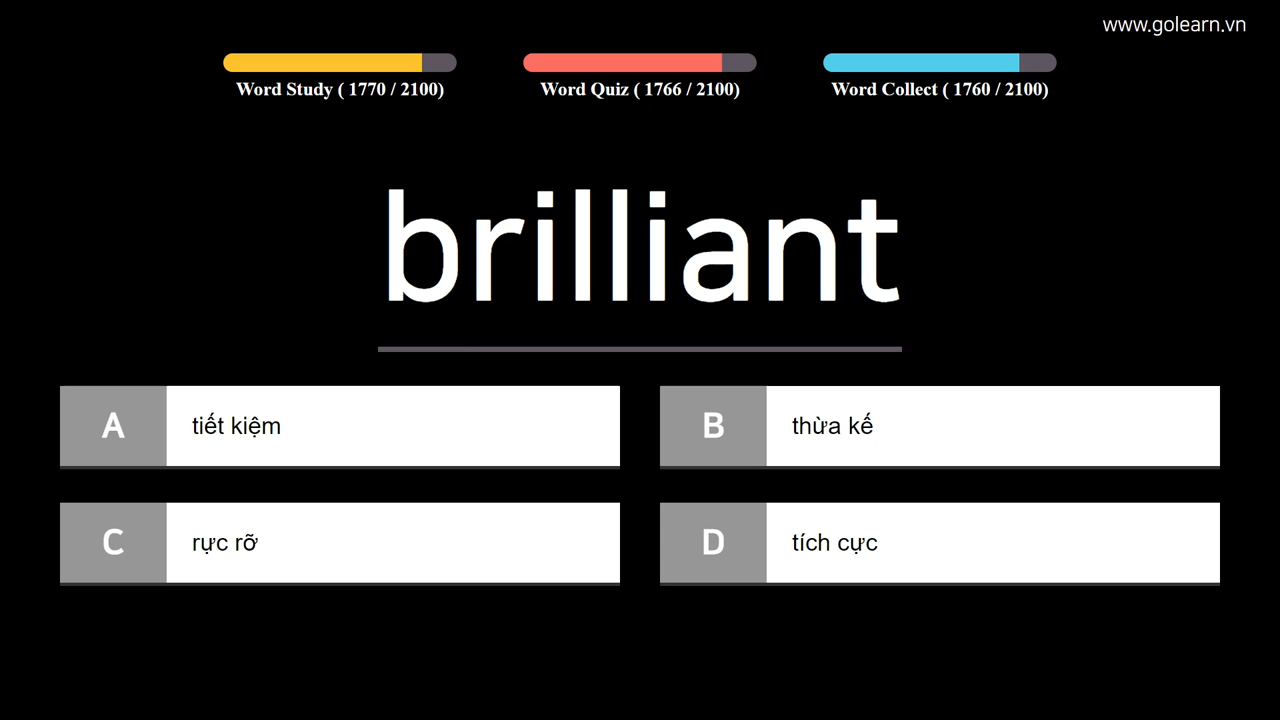 www.golearn.vn
Word Study ( 1770 / 2100)
Word Quiz ( 1766 / 2100)
Word Collect ( 1760 / 2100)
brilliant
A tiết kiệm
B thừa kế
C rực rỡ
D tích cực